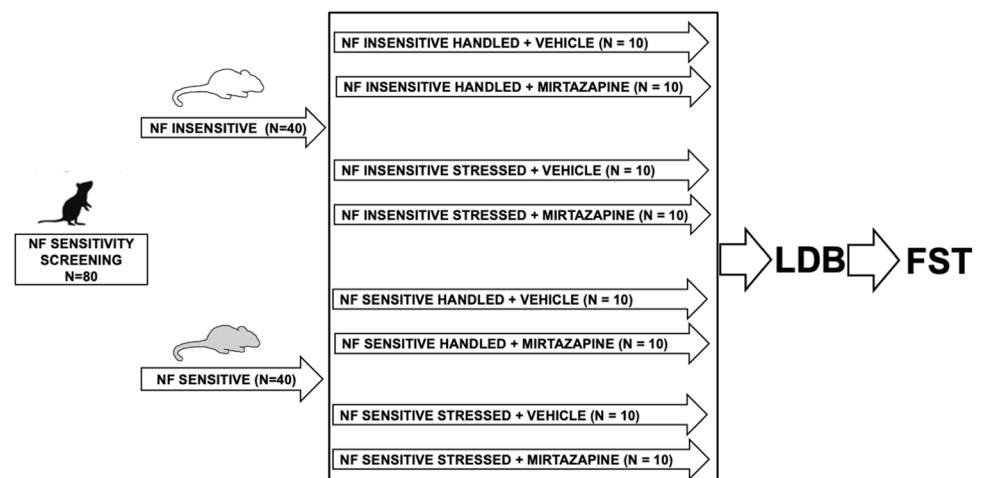 NF SENSITIVITY
SCREENING
N=80
NF INSENSITIVE (N=40)
NF SENSITIVE (N=40)
NF INSENSITIVE HANDLED + VEHICLE (N = 10)
NF INSENSITIVE HANDLED + MIRTAZAPINE (N = 10)
NF INSENSITIVE STRESSED + VEHICLE (N = 10)
NF INSENSITIVE STRESSED + MIRTAZAPINE (N = 10)
NF SENSITIVE HANDLED + VEHICLE (N = 10)
NF SENSITIVE HANDLED + MIRTAZAPINE (N = 10)
NF SENSITIVE STRESSED + VEHICLE (N = 10)
NF SENSITIVE STRESSED + MIRTAZAPINE (N = 10)
LDB
FST